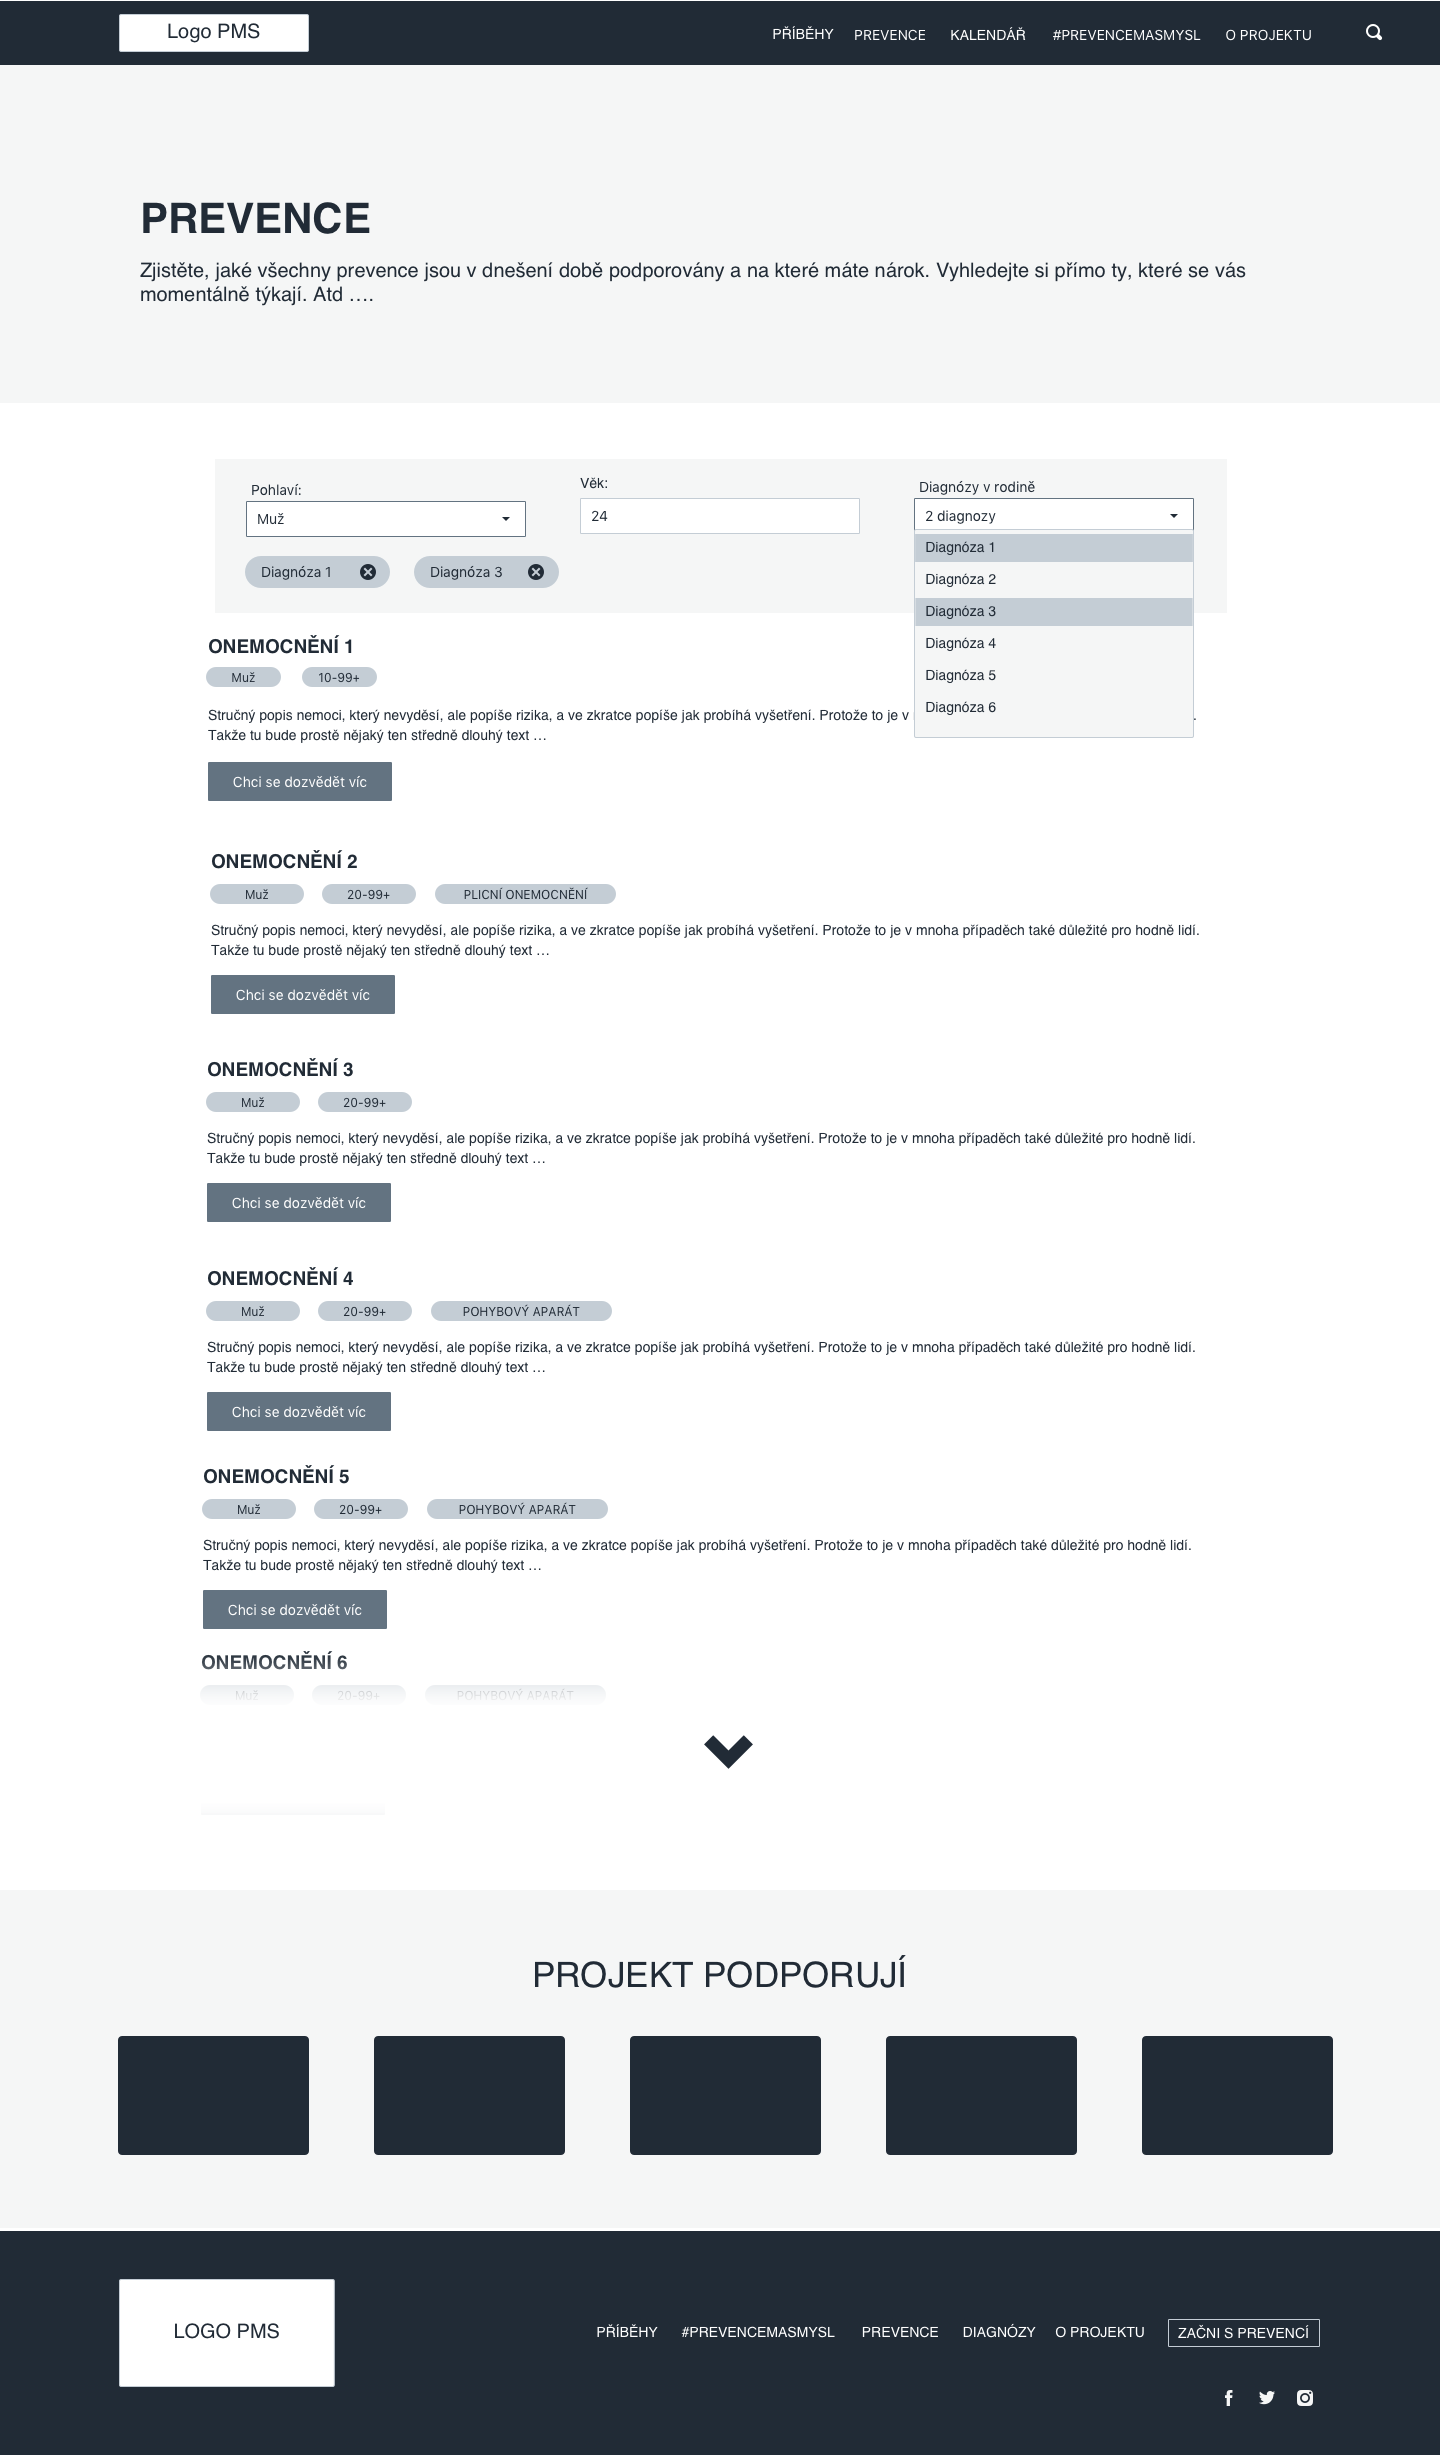 Logo PMS
PŘÍBĚHY PREVENCE KALENDÁŘ #PREVENCEMASMYSL O PROJEKTU
PREVENCE
Zjistěte, jaké všechny prevence jsou v dnešení době podporovány a na které máte nárok. Vyhledejte si přímo ty, které se vás
momentálně týkají. Atd ….
Pohlaví: Věk: Diagnózy v rodině
Muž 24 2 diagnozy
Diagnóza 1 Diagnóza 3
Diagnóza 1
Diagnóza 2
Diagnóza 3
Diagnóza 4
Diagnóza 5
Diagnóza 6
ONEMOCNĚNÍ 1
Muž 10-99+
Stručný popis nemoci, který nevyděsí, ale popíše rizika, a ve zkratce popíše jak probíhá vyšetření. Protože to je v .
Takže tu bude prostě nějaký ten středně dlouhý text …
Chci se dozvědět víc
ONEMOCNĚNÍ 2
Muž 20-99+ PLICNÍ ONEMOCNĚNÍ
Stručný popis nemoci, který nevyděsí, ale popíše rizika, a ve zkratce popíše jak probíhá vyšetření. Protože to je v mnoha případěch také důležité pro hodně lidí.
Takže tu bude prostě nějaký ten středně dlouhý text …
Chci se dozvědět víc
ONEMOCNĚNÍ 3
Muž 20-99+
Stručný popis nemoci, který nevyděsí, ale popíše rizika, a ve zkratce popíše jak probíhá vyšetření. Protože to je v mnoha případěch také důležité pro hodně lidí.
Takže tu bude prostě nějaký ten středně dlouhý text …
Chci se dozvědět víc
ONEMOCNĚNÍ 4
Muž 20-99+ POHYBOVÝ APARÁT
Stručný popis nemoci, který nevyděsí, ale popíše rizika, a ve zkratce popíše jak probíhá vyšetření. Protože to je v mnoha případěch také důležité pro hodně lidí.
Takže tu bude prostě nějaký ten středně dlouhý text …
Chci se dozvědět víc
ONEMOCNĚNÍ 5
Muž 20-99+ POHYBOVÝ APARÁT
Stručný popis nemoci, který nevyděsí, ale popíše rizika, a ve zkratce popíše jak probíhá vyšetření. Protože to je v mnoha případěch také důležité pro hodně lidí.
Takže tu bude prostě nějaký ten středně dlouhý text …
Chci se dozvědět víc
ONEMOCNĚNÍ 6
Muž 20-99+ POHYBOVÝ APARÁT
PROJEKT PODPORUJÍ
LOGO PMS
PŘÍBĚHY #PREVENCEMASMYSL PREVENCE DIAGNÓZY O PROJEKTU ZAČNI S PREVENCÍ